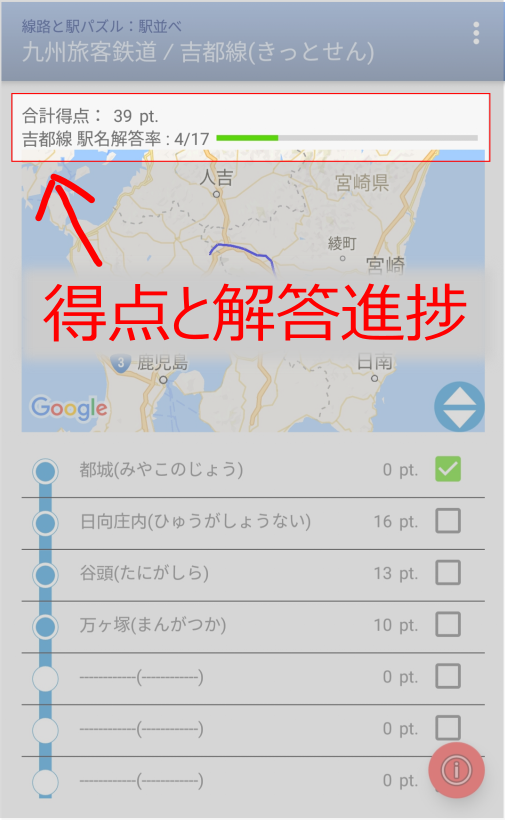 線路と駅パズル：駅並べ
九州旅客鉄道 / 吉都線(きっとせん)
合計得点： 39 pt.
吉都線 駅名解答率 : 4/17
人吉
宮崎県
綾町
宮崎
得点と解答進捗
3
鹿児島
日南
Google
都城(みやこのじょう) 0 pt.
日向庄内(ひゅうがしょうない) 16 pt.
谷頭(たにがしら) 13 pt.
万ヶ塚(まんがつか) 10 pt.
------------(------------) 0 pt.
------------(------------) 0 pt.
------------(------------) 0 pt.